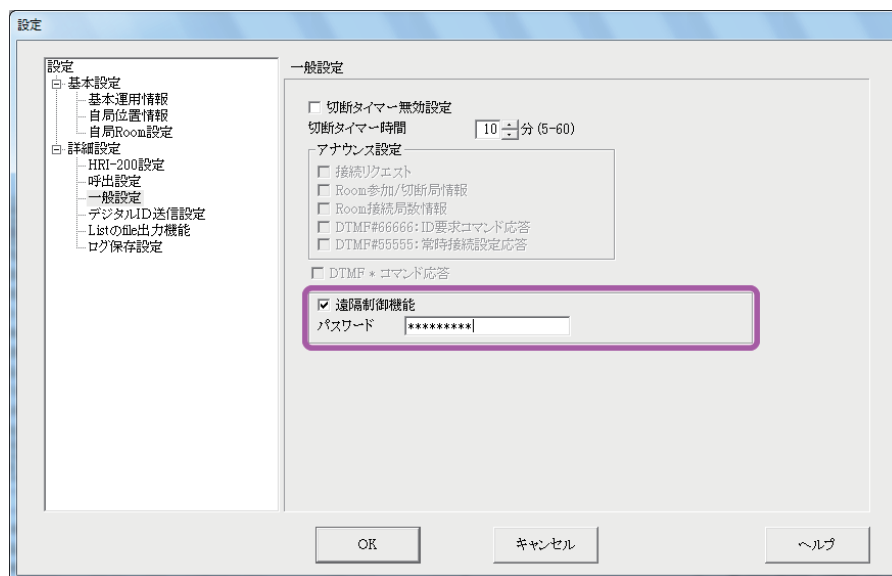 設定
設定
基本設定
基本運用情報
自局位置情報
自局Room設定
詳細設定
HRI-200設定
呼出設定
一般設定
デジタルID送信設定
Listのfile出力機能
ログ保存設定
一般設定
切断タイマー無効設定
切断タイマー時間 10 分 (5-60)
アナウンス設定
接続リクエスト
Room参加/切断局情報
Room接続局数情報
DTMF#66666:ID要求コマンド応答
DTMF#55555:常時接続設定応答
DTMF * コマンド応答
遠隔制御機能
パスワード *********
OK キャンセル ヘルプ